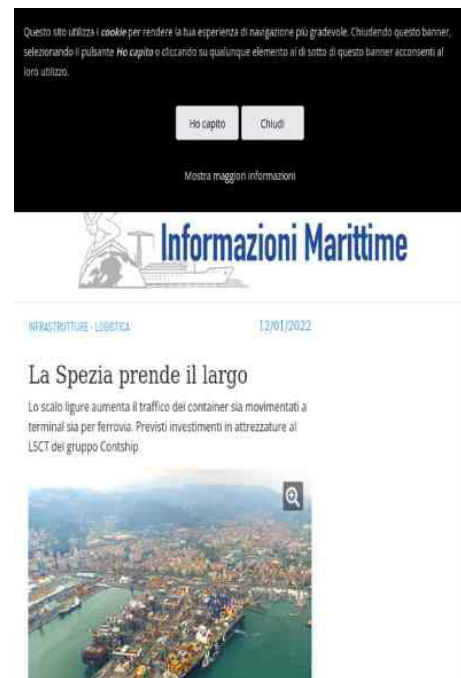 Questo sito utilizza i cookie per rendere la tua esperienza di navigazione più gradevole. Chiudendo questo banner,
selezionando il pulsante Ho capito o cliccando su qualunque elemento al di sotto di questo banner acconsenti al
loro utilizzo.
Ho capito
Chiudi
Mostra maggiori informazioni
Informazioni Marittime
INFRASTRUTTURE - LOGISTICA
12/01/2022
La Spezia prende il largo
Lo scalo ligure aumenta il traffico dei container sia movimentati a
terminal sia per ferrovia. Previsti investimenti in attrezzature al
LSCT del gruppo Contship